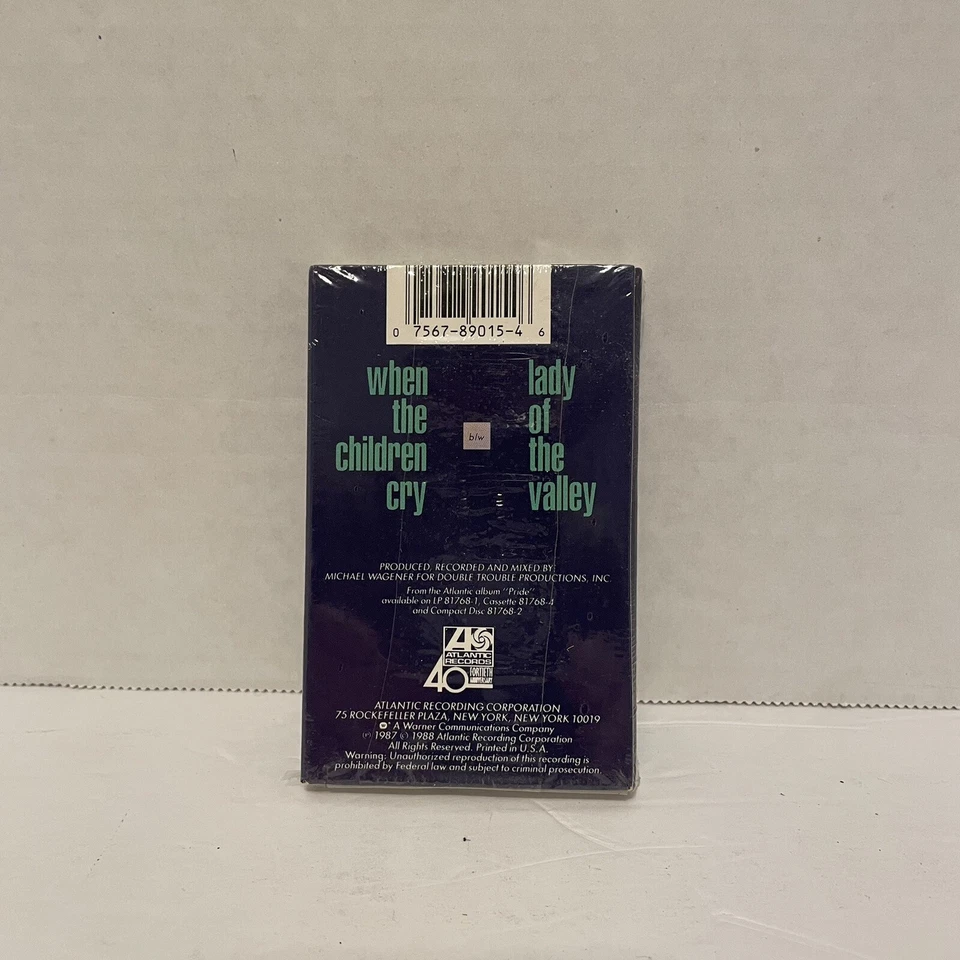 0 7567-89015-4 6
when
the
children
cry
b/w
lady
of
the
valley
PRODUCED, RECORDED AND MIXED BY:
MICHAEL WAGENER FOR DOUBLE TROUBLE PRODUCTIONS, INC.
From the Atlantic album "Pride"
available on LP 81768-1, Cassette 81768-4
and Compact Disc 81768-2
ATLANTIC
RECORDS
40 FORTIETH
ANNIVERSARY
ATLANTIC RECORDING CORPORATION
75 ROCKEFELLER PLAZA, NEW YORK, NEW YORK 10019
A Warner Communications Company
℗ 1987 © 1988 Atlantic Recording Corporation
All Rights Reserved. Printed in U.S.A.
Warning: Unauthorized reproduction of this recording is
prohibited by Federal law and subject to criminal prosecution.